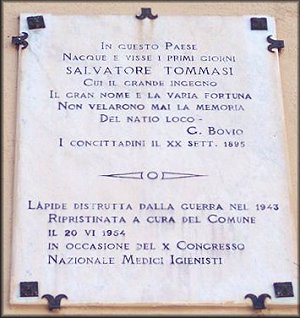 In questo Paese
Nacque e visse i primi giorni
SALVATORE TOMMASI
Cui il grande ingegno
Il gran nome e la varia fortuna
Non velarono mai la memoria
Del natio loco –
G. Bovio
I concittadini il XX Sett. 1895
Làpide distrutta dalla guerra nel 1943
Ripristinata a cura del Comune
il 20 VI 1954
in occasione del X Congresso
Nazionale Medici Igienisti